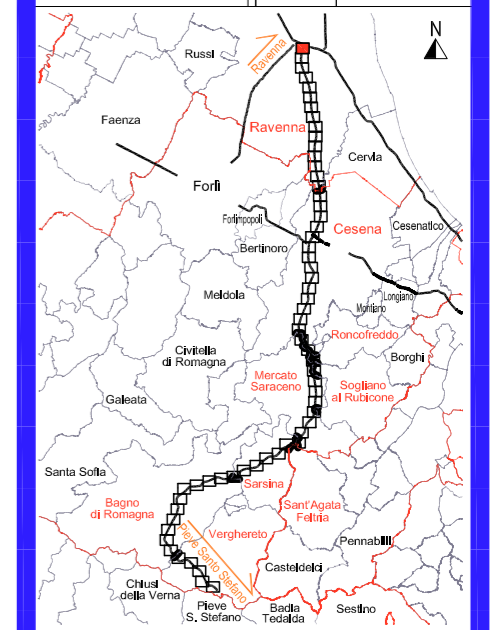 N
Russi
Ravenna
Faenza
Ravenna
Cervia
Forlì
Forlimpopoli
Cesena
Cesenatico
Bertinoro
Meldola
Longiano
Montiano
Roncofreddo
Civitella
di Romagna
Borghi
Mercato
Saraceno
Sogliano
al Rubicone
Galeata
Santa Sofia
Sarsina
Bagno
di Romagna
Sant'Agata
Feltria
Verghereto
Pieve Santo Stefano
Pennabilli
Casteldelci
Chiusi
della Verna
Pieve
S. Stefano
Badia
Tedalda
Sestino